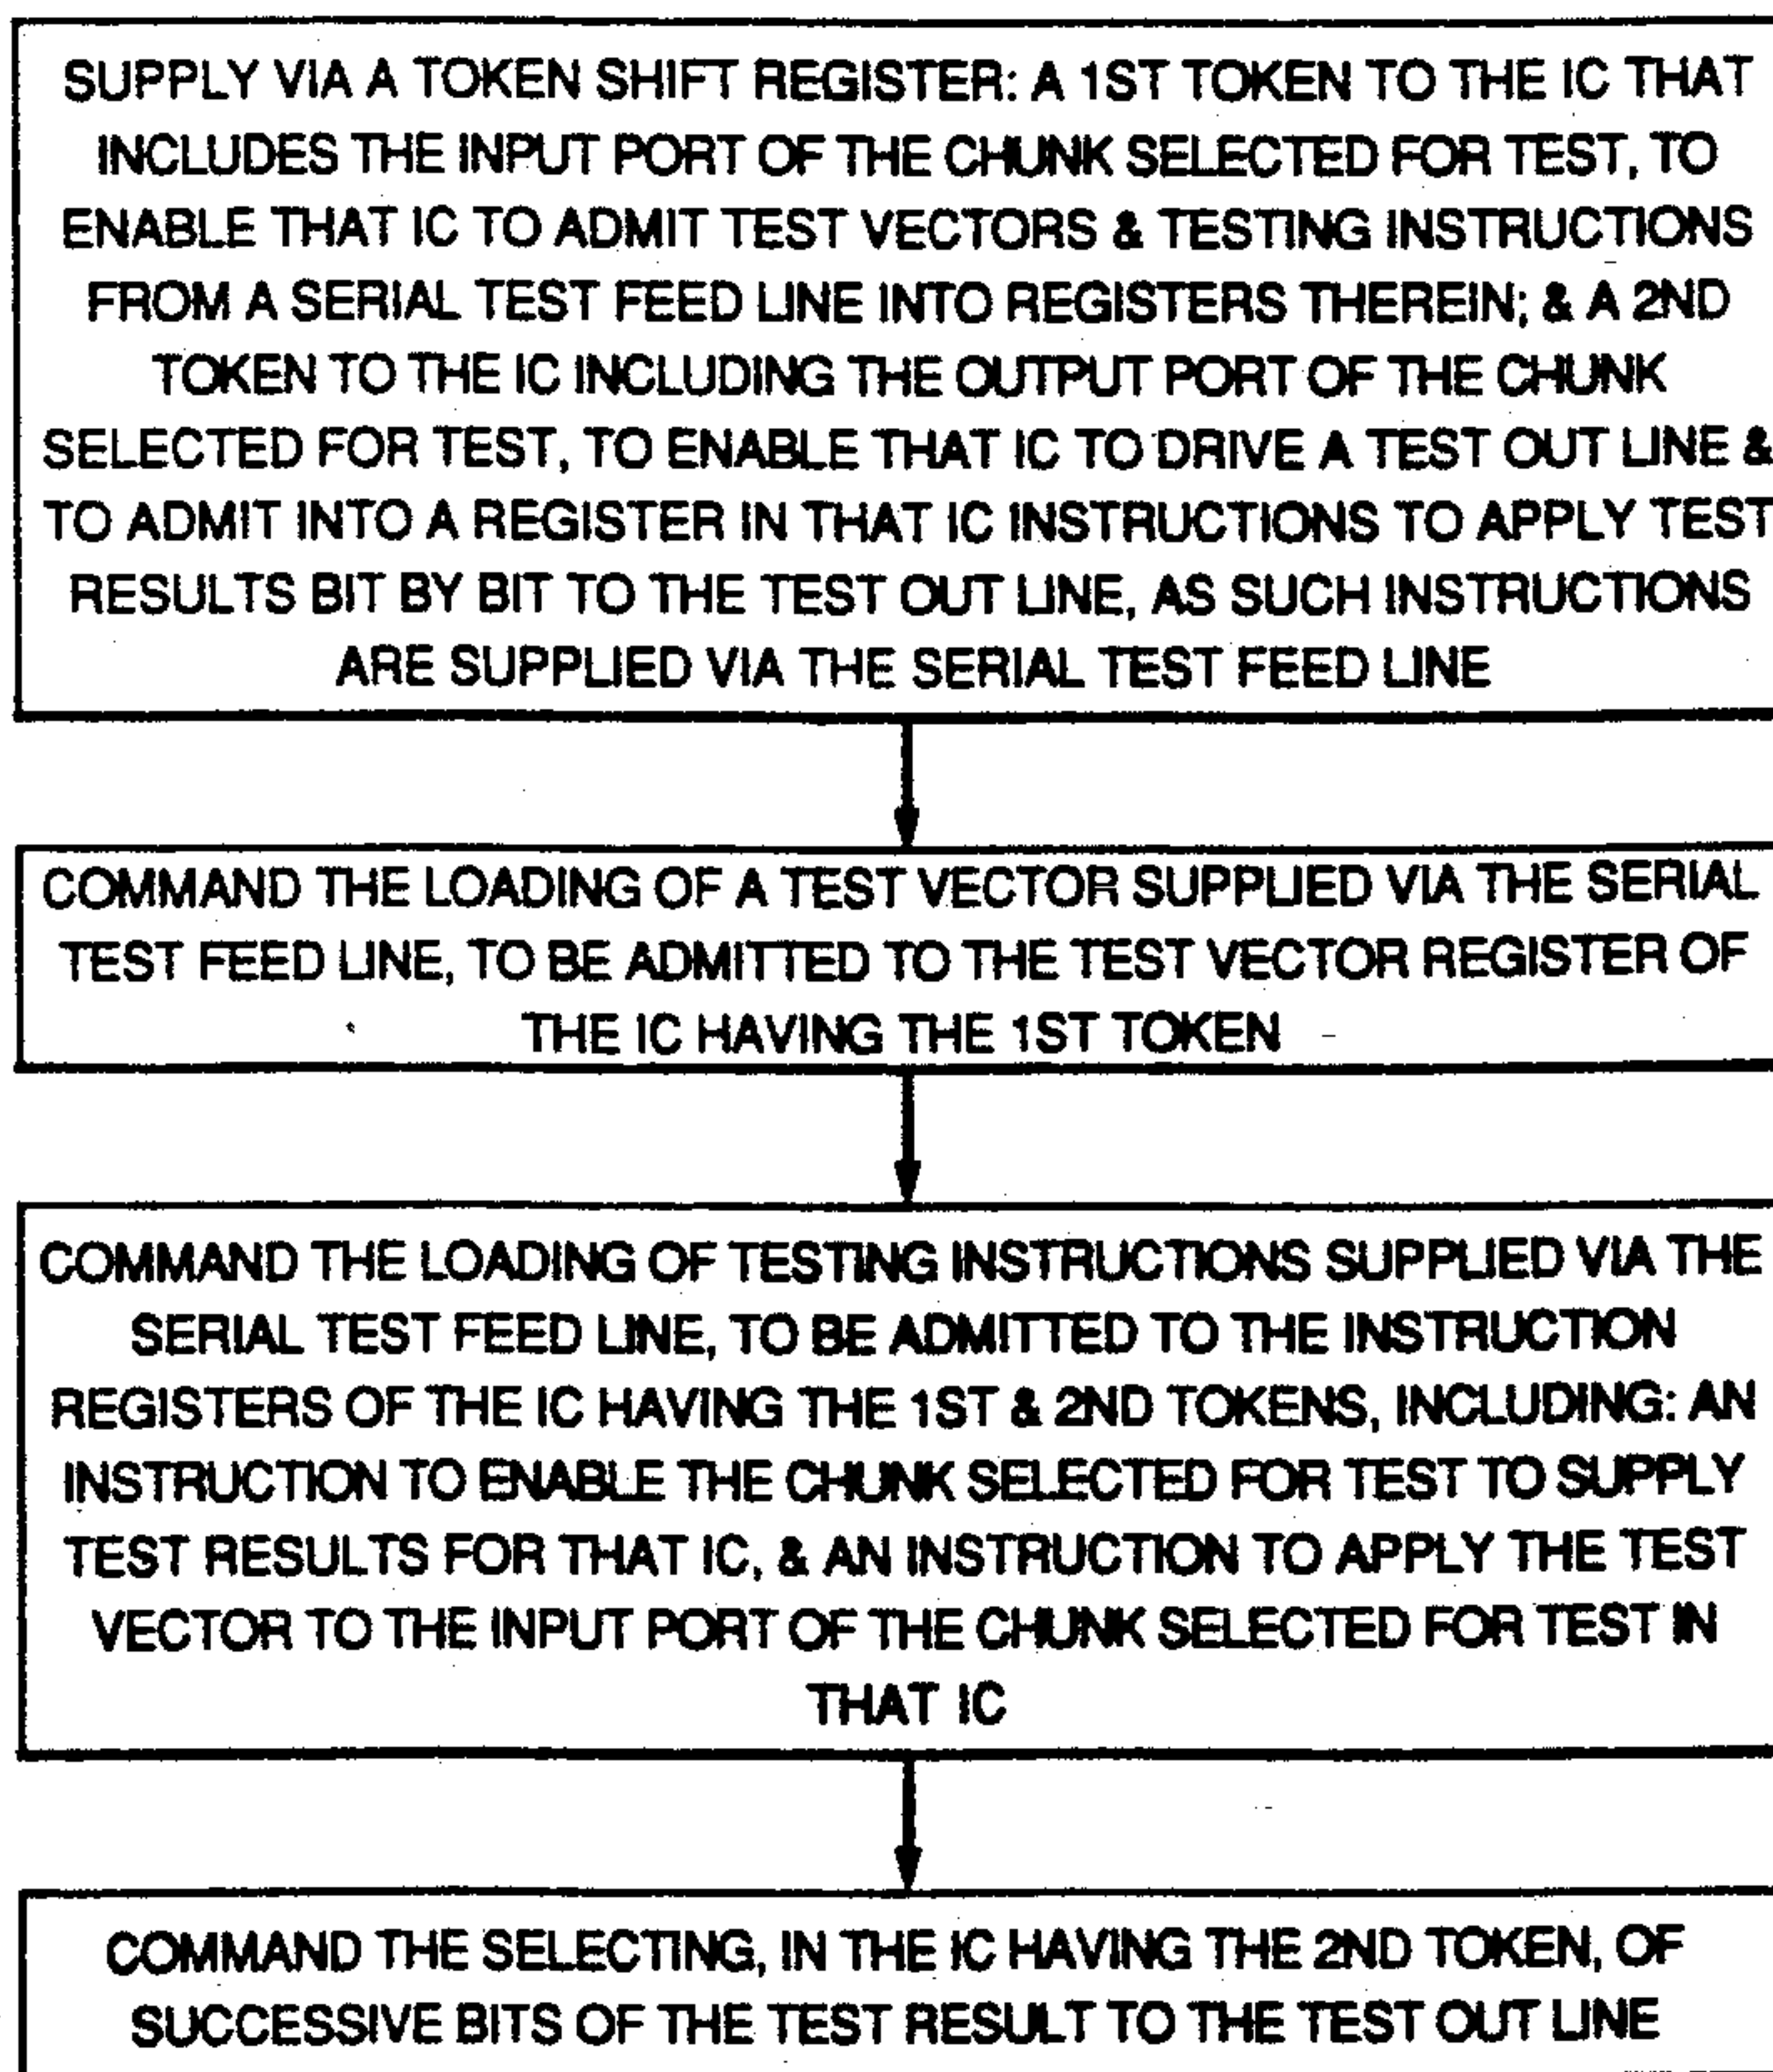 SUPPLY VIA A TOKEN SHIFT REGISTER: A 1ST TOKEN TO THE IC THAT
INCLUDES THE INPUT PORT OF THE CHUNK SELECTED FOR TEST, TO
ENABLE THAT IC TO ADMIT TEST VECTORS & TESTING INSTRUCTIONS
FROM A SERIAL TEST FEED LINE INTO REGISTERS THEREIN; & A 2ND
TOKEN TO THE IC INCLUDING THE OUTPUT PORT OF THE CHUNK
SELECTED FOR TEST, TO ENABLE THAT IC TO DRIVE A TEST OUT LINE &
TO ADMIT INTO A REGISTER IN THAT IC INSTRUCTIONS TO APPLY TEST
RESULTS BIT BY BIT TO THE TEST OUT LINE, AS SUCH INSTRUCTIONS
ARE SUPPLIED VIA THE SERIAL TEST FEED LINE
COMMAND THE LOADING OF A TEST VECTOR SUPPLIED VIA THE SERIAL
TEST FEED LINE, TO BE ADMITTED TO THE TEST VECTOR REGISTER OF
THE IC HAVING THE 1ST TOKEN
COMMAND THE LOADING OF TESTING INSTRUCTIONS SUPPLIED VIA THE
SERIAL TEST FEED LINE, TO BE ADMITTED TO THE INSTRUCTION
REGISTERS OF THE IC HAVING THE 1ST & 2ND TOKENS, INCLUDING: AN
INSTRUCTION TO ENABLE THE CHUNK SELECTED FOR TEST TO SUPPLY
TEST RESULTS FOR THAT IC, & AN INSTRUCTION TO APPLY THE TEST
VECTOR TO THE INPUT PORT OF THE CHUNK SELECTED FOR TEST IN
THAT IC
COMMAND THE SELECTING, IN THE IC HAVING THE 2ND TOKEN, OF
SUCCESSIVE BITS OF THE TEST RESULT TO THE TEST OUT LINE